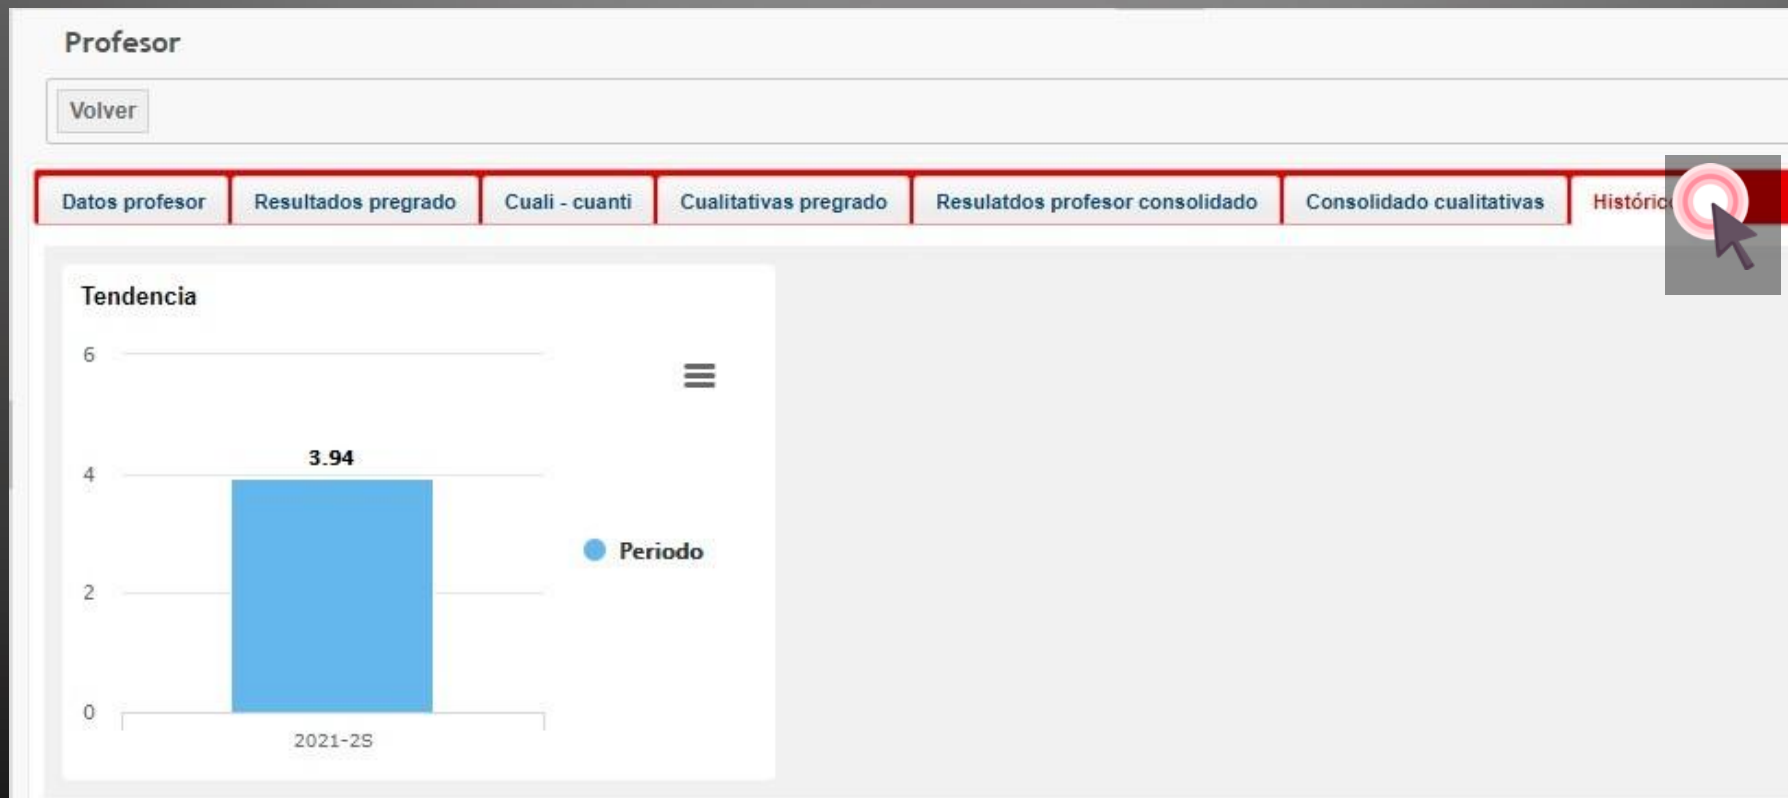 Profesor
Volver
Datos profesor Resultados pregrado Cuali - cuanti Cualitativas pregrado Resulatdos profesor consolidado Consolidado cualitativas Histórico
Tendencia
6
3.94
4
Periodo
2
0
2021-2S